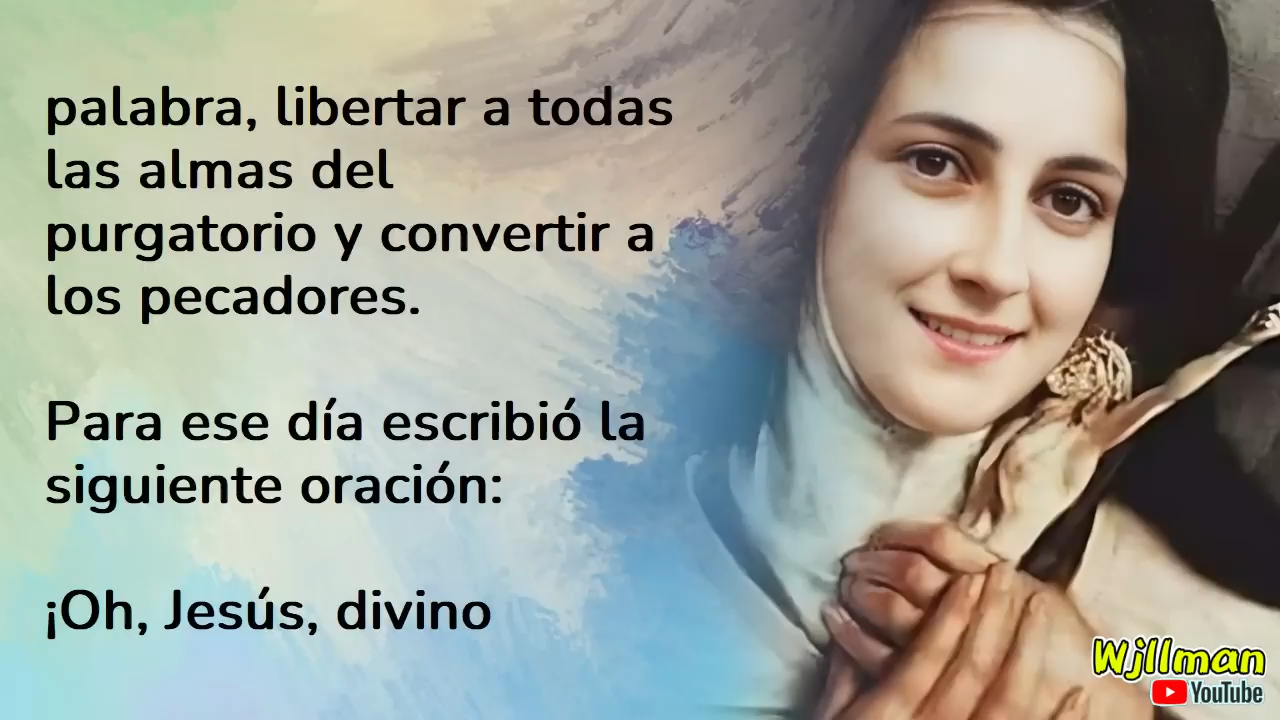 palabra, libertar a todas
las almas del
purgatorio y convertir a
los pecadores.
Para ese día escribió la
siguiente oración:
¡Oh, Jesús, divino
Wjllman
YouTube